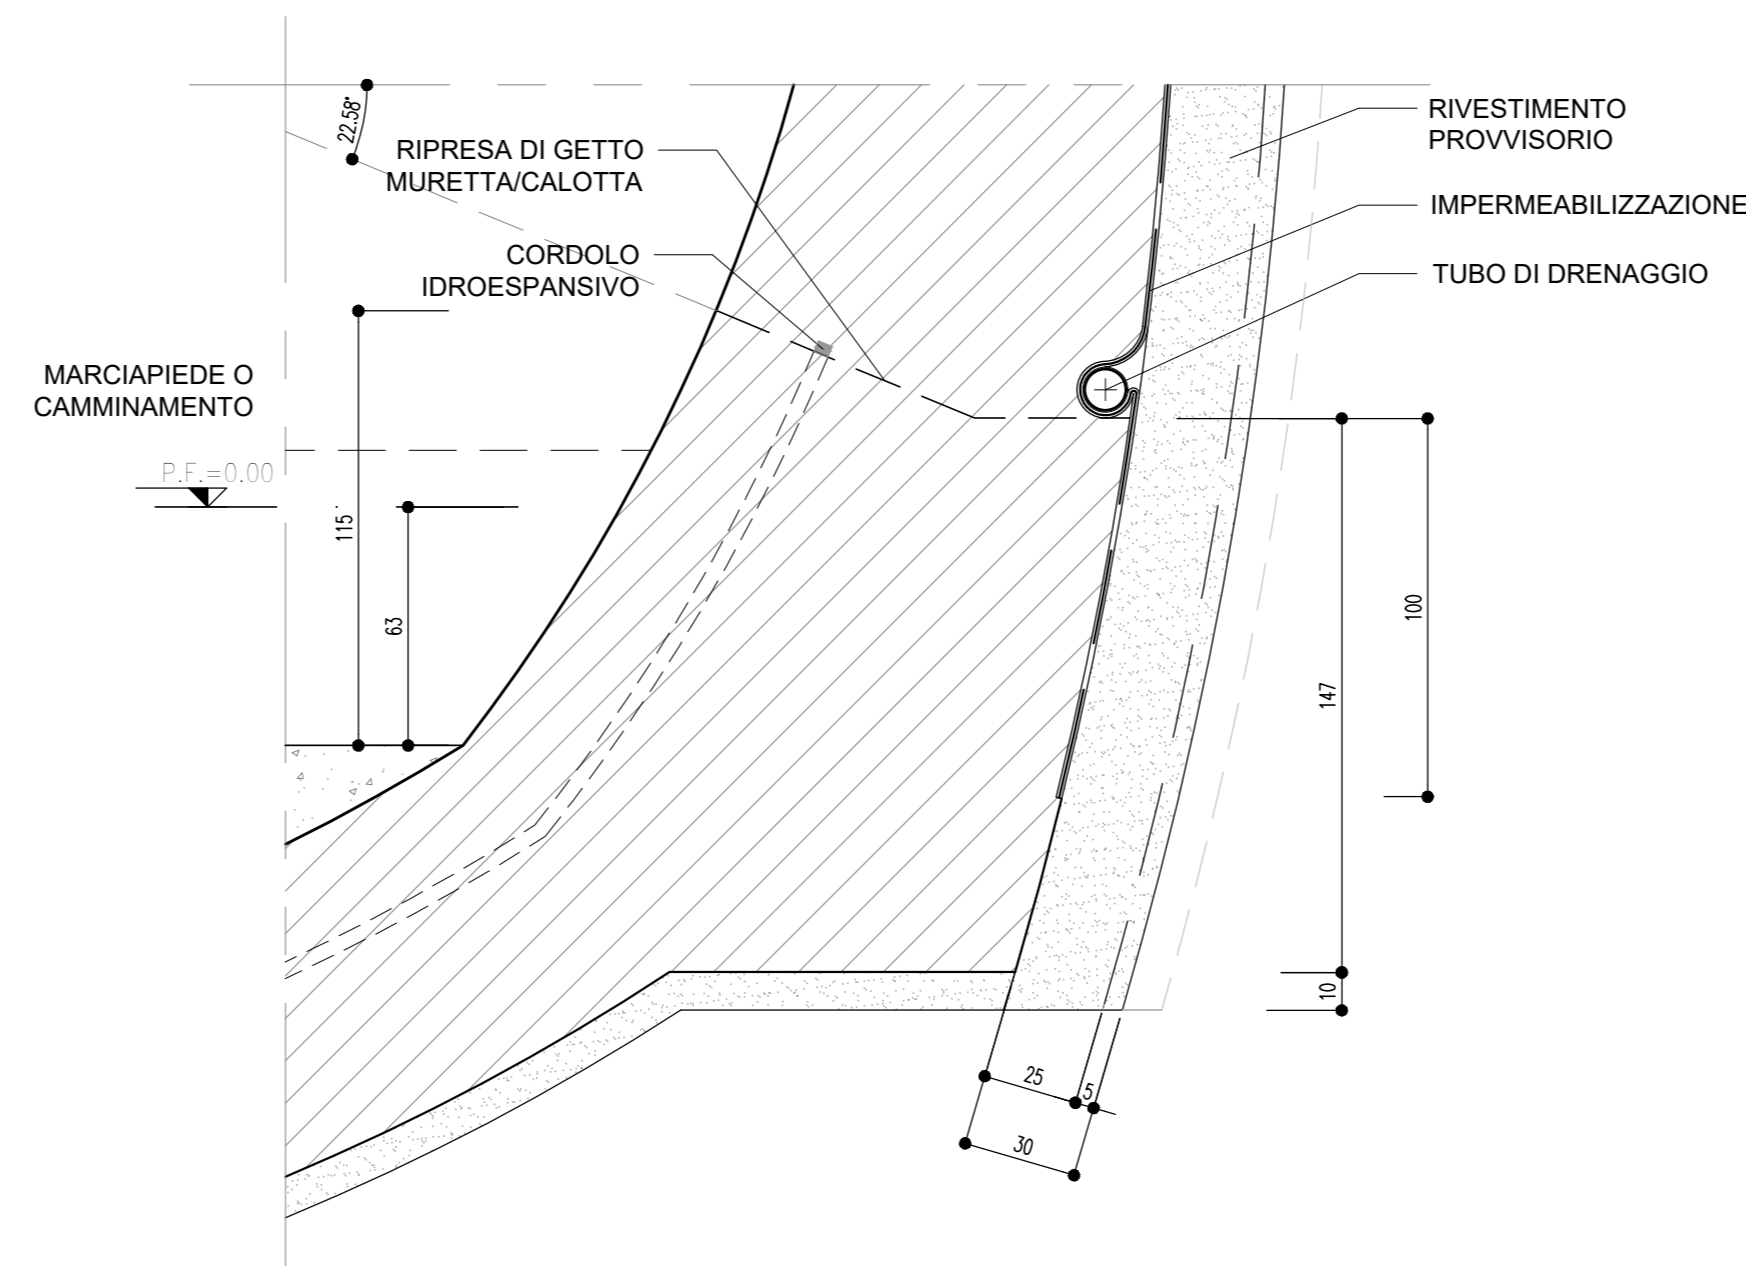 22.58°
RIPRESA DI GETTO
MURETTA/CALOTTA
CORDOLO
IDROESPANSIVO
RIVESTIMENTO
PROVVISORIO
IMPERMEABILIZZAZIONE
TUBO DI DRENAGGIO
MARCIAPIEDE O
CAMMINAMENTO
P.F.=0.00
115
63
100
147
10
25
5
30